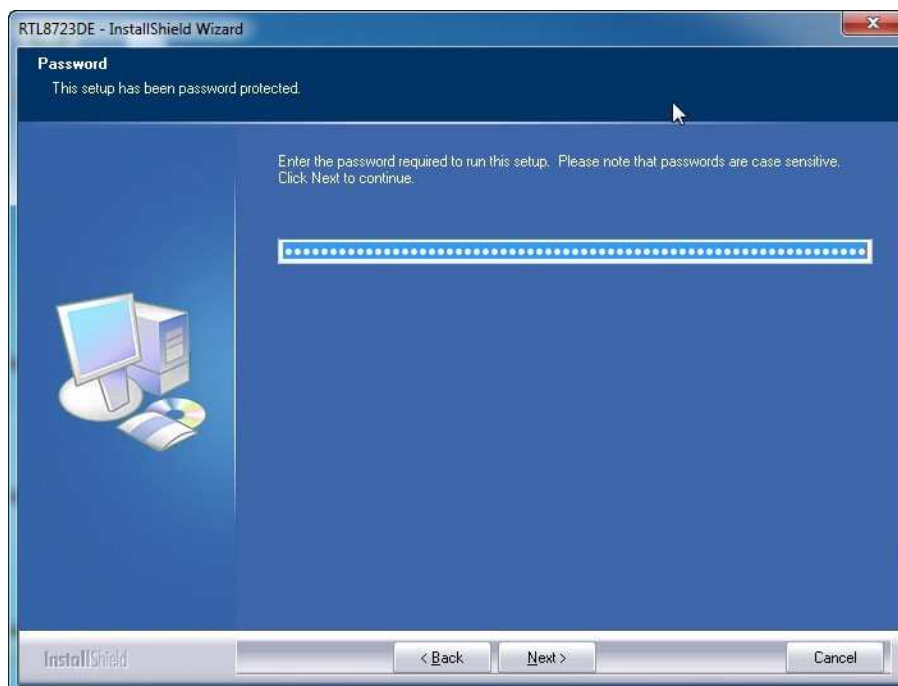 RTL8723DE - InstallShield Wizard
Password
This setup has been password protected.
Enter the password required to run this setup. Please note that passwords are case sensitive.
Click Next to continue.
InstallShield
< Back
Next >
Cancel